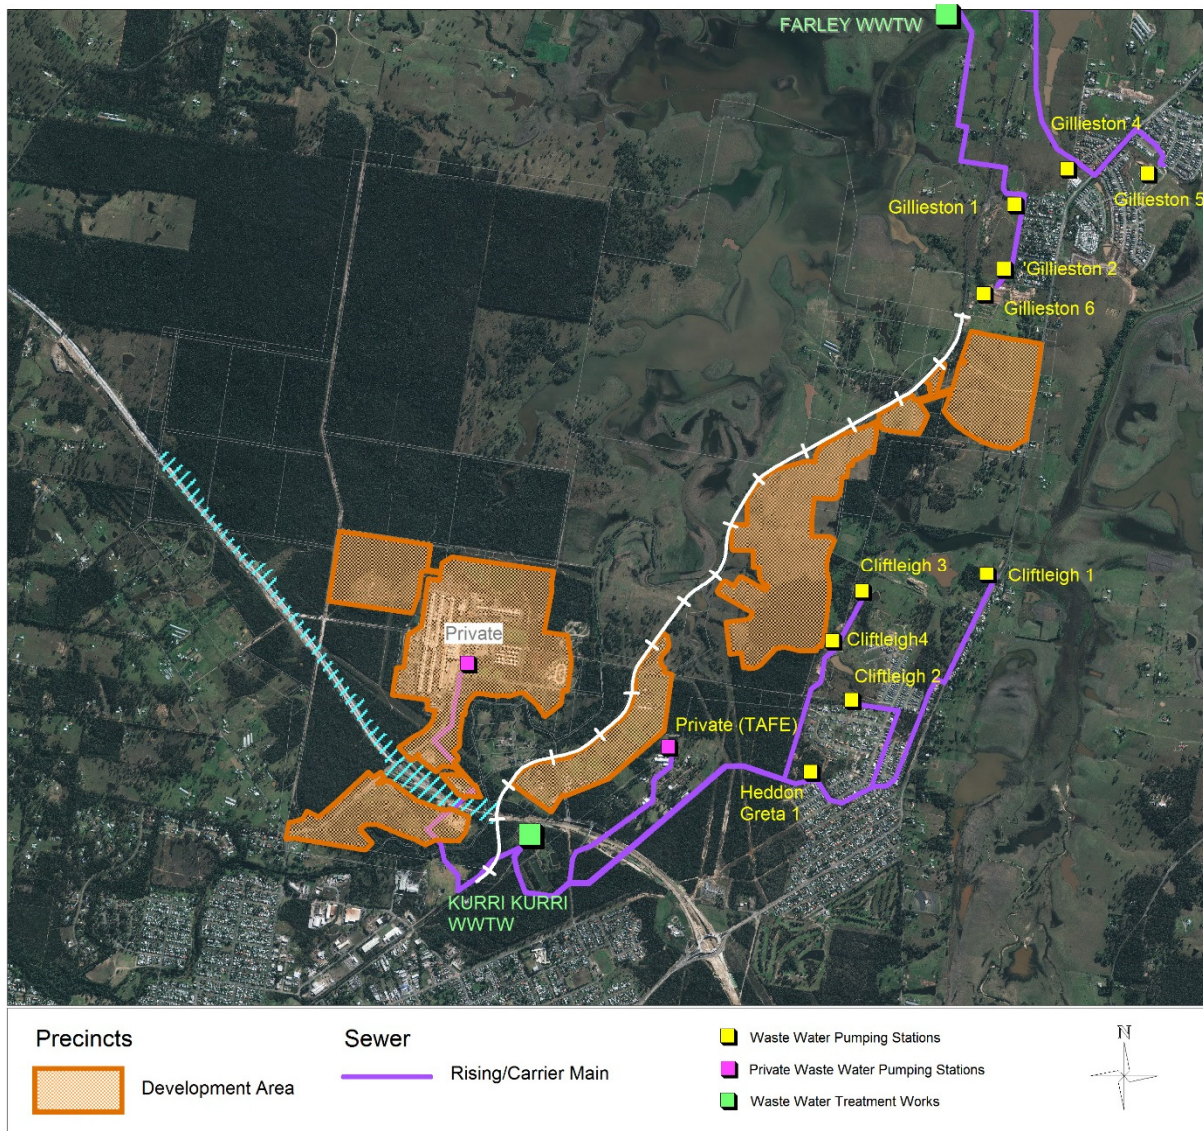 FARLEY WWTW
Gillieston 4
Gillieston 5
Gillieston 1
'Gillieston 2
Gillieston 6
Cliftleigh 3
Cliftleigh 1
Private
Cliftleigh4
Cliftleigh 2
Private (TAFE)
Heddon
Greta 1
KURRI KURRI
WWTW
Precincts
Development Area
Sewer
Rising/Carrier Main
Waste Water Pumping Stations
Private Waste Water Pumping Stations
Waste Water Treatment Works
N